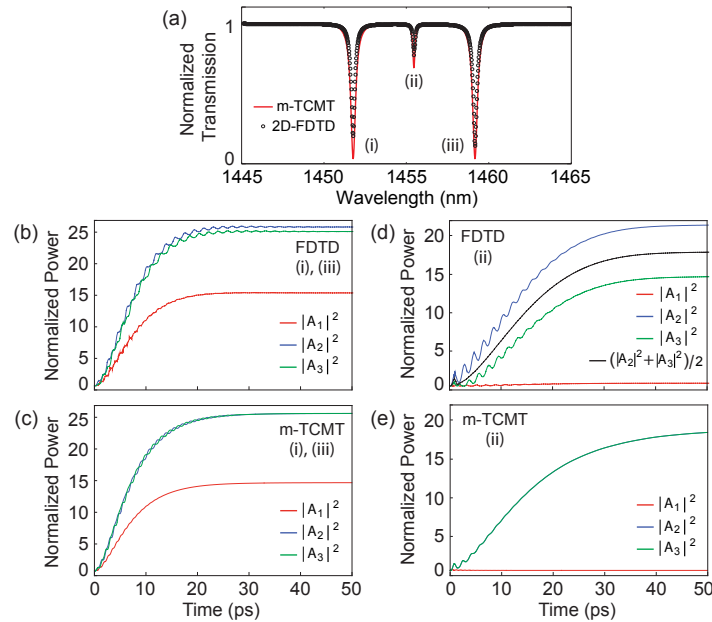 (a)
Normalized
Transmission
1
0
m-TCMT
2D-FDTD
(i)
(ii)
(iii)
1445 1450 1455 1460 1465
Wavelength (nm)
(b)
Normalized Power
25
20
15
10
5
0
FDTD
(i), (iii)
|A₁|²
|A₂|²
|A₃|²
(d)
Normalized Power
20
15
10
5
0
FDTD
(ii)
|A₁|²
|A₂|²
|A₃|²
(|A₂|²+|A₃|²)/2
(c)
Normalized Power
25
20
15
10
5
0
m-TCMT
(i), (iii)
|A₁|²
|A₂|²
|A₃|²
0 10 20 30 40 50
Time (ps)
(e)
Normalized Power
20
15
10
5
0
m-TCMT
(ii)
|A₁|²
|A₂|²
|A₃|²
0 10 20 30 40 50
Time (ps)